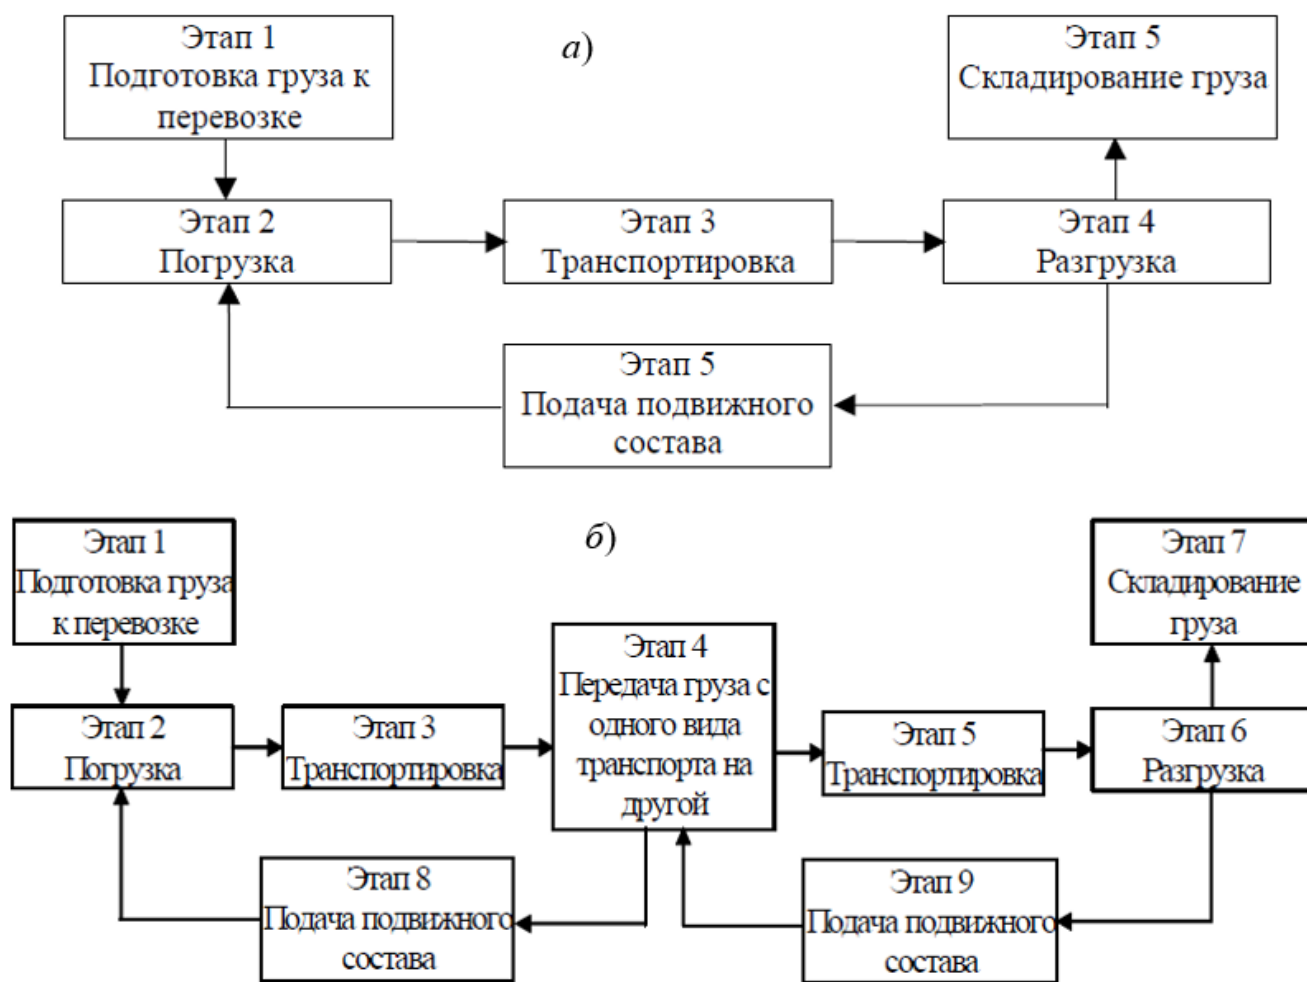 а)
Этап 1
Подготовка груза к
перевозке
Этап 5
Складирование груза
Этап 2
Погрузка
Этап 3
Транспортировка
Этап 4
Разгрузка
Этап 5
Подача подвижного
состава
б)
Этап 1
Подготовка груза
к перевозке
Этап 7
Складирование
груза
Этап 2
Погрузка
Этап 3
Транспортировка
Этап 4
Передача груза с
одного вида
транспорта на
другой
Этап 5
Транспортировка
Этап 6
Разгрузка
Этап 8
Подача подвижного
состава
Этап 9
Подача подвижного
состава